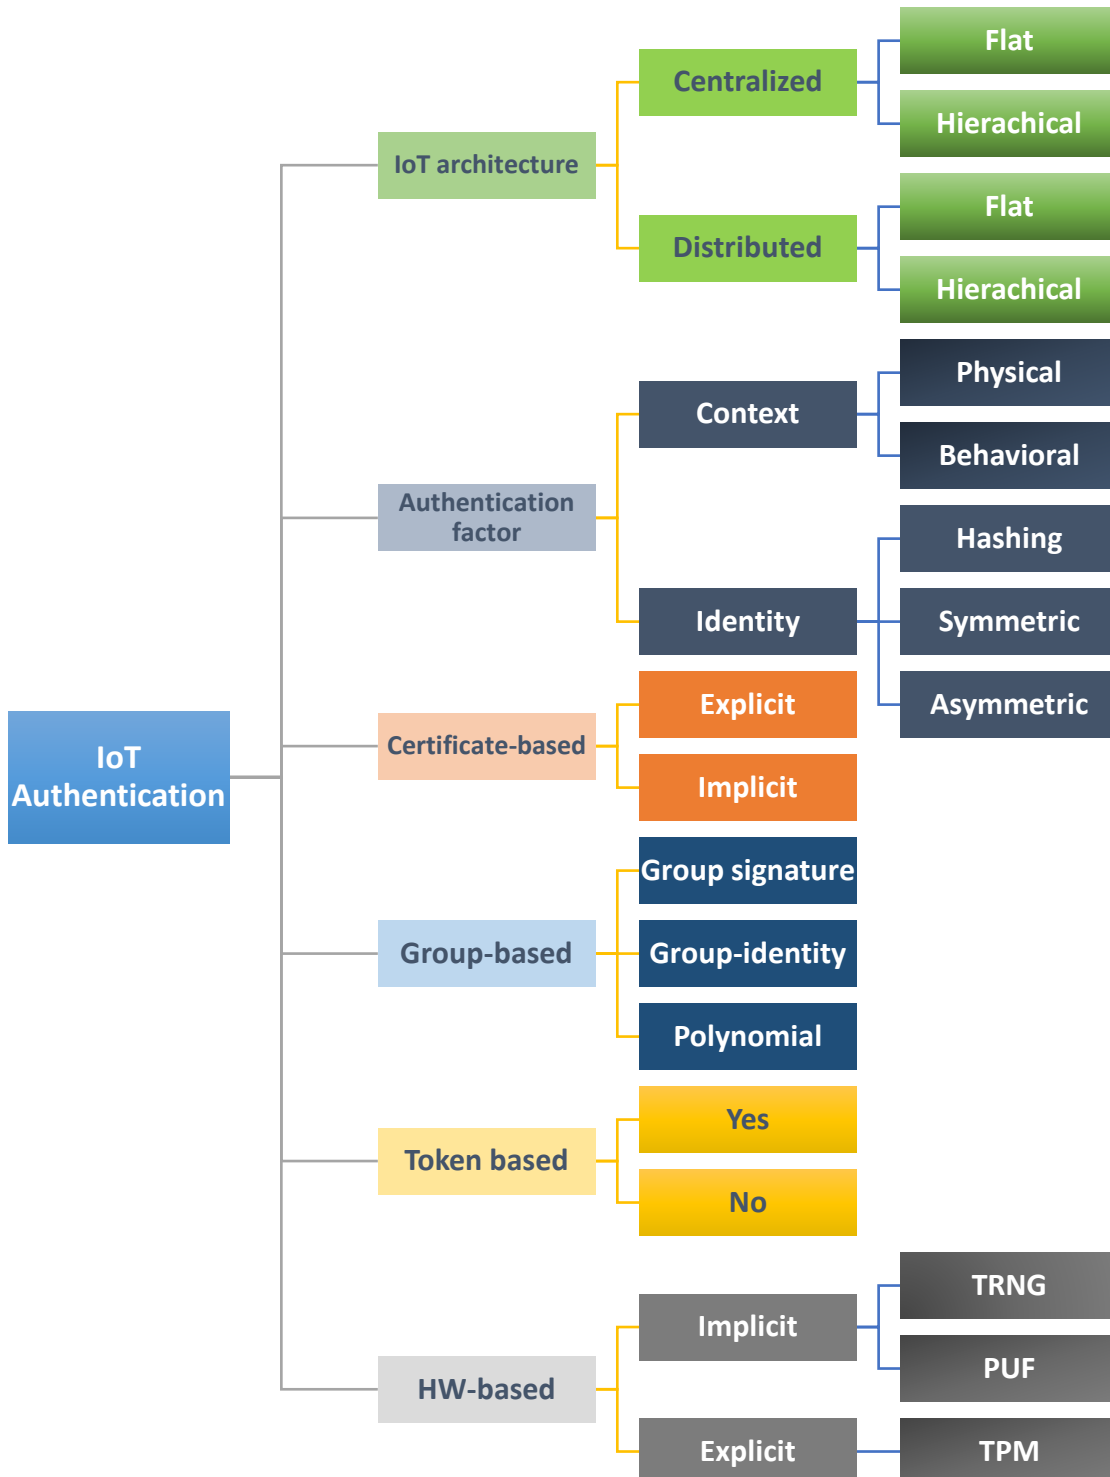 Flat
Centralized
Hierachical
IoT architecture
Flat
Distributed
Hierachical
Physical
Context
Behavioral
Authentication
factor
Hashing
Identity
Symmetric
Asymmetric
Explicit
Certificate-based
Implicit
IoT
Authentication
Group signature
Group-based
Group-identity
Polynomial
Yes
Token based
No
TRNG
Implicit
PUF
HW-based
Explicit
TPM